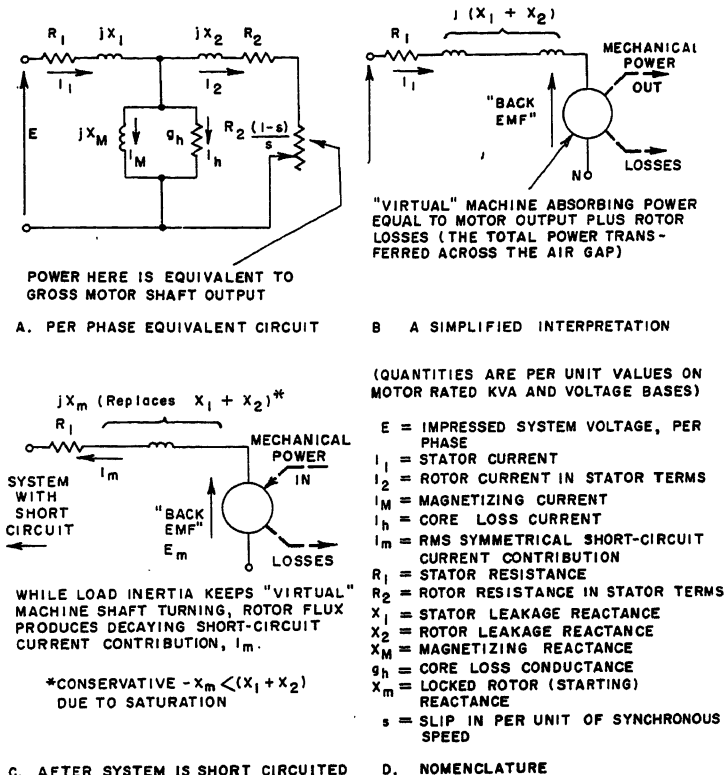 R1
jX1
jX2
R2
I1
I2
E
jXM
IM
gh
Ih
R2 (1-s)/s
POWER HERE IS EQUIVALENT TO
GROSS MOTOR SHAFT OUTPUT
A. PER PHASE EQUIVALENT CIRCUIT
j (X1 + X2)
R1
I1
MECHANICAL
POWER
OUT
"BACK
EMF"
N
LOSSES
"VIRTUAL" MACHINE ABSORBING POWER
EQUAL TO MOTOR OUTPUT PLUS ROTOR
LOSSES (THE TOTAL POWER TRANS-
FERRED ACROSS THE AIR GAP)
B A SIMPLIFIED INTERPRETATION
jXm (Replaces X1 + X2)*
R1
Im
MECHANICAL
POWER
IN
SYSTEM
WITH
SHORT
CIRCUIT
"BACK
EMF"
Em
LOSSES
WHILE LOAD INERTIA KEEPS "VIRTUAL"
MACHINE SHAFT TURNING, ROTOR FLUX
PRODUCES DECAYING SHORT-CIRCUIT
CURRENT CONTRIBUTION, Im.
*CONSERVATIVE - Xm <(X1 + X2)
DUE TO SATURATION
C. AFTER SYSTEM IS SHORT CIRCUITED
(QUANTITIES ARE PER UNIT VALUES ON
MOTOR RATED KVA AND VOLTAGE BASES)
E = IMPRESSED SYSTEM VOLTAGE, PER
PHASE
I1 = STATOR CURRENT
I2 = ROTOR CURRENT IN STATOR TERMS
IM = MAGNETIZING CURRENT
Ih = CORE LOSS CURRENT
Im = RMS SYMMETRICAL SHORT-CIRCUIT
CURRENT CONTRIBUTION
R1 = STATOR RESISTANCE
R2 = ROTOR RESISTANCE IN STATOR TERMS
X1 = STATOR LEAKAGE REACTANCE
X2 = ROTOR LEAKAGE REACTANCE
XM = MAGNETIZING REACTANCE
gh = CORE LOSS CONDUCTANCE
Xm = LOCKED ROTOR (STARTING)
REACTANCE
s = SLIP IN PER UNIT OF SYNCHRONOUS
SPEED
D. NOMENCLATURE